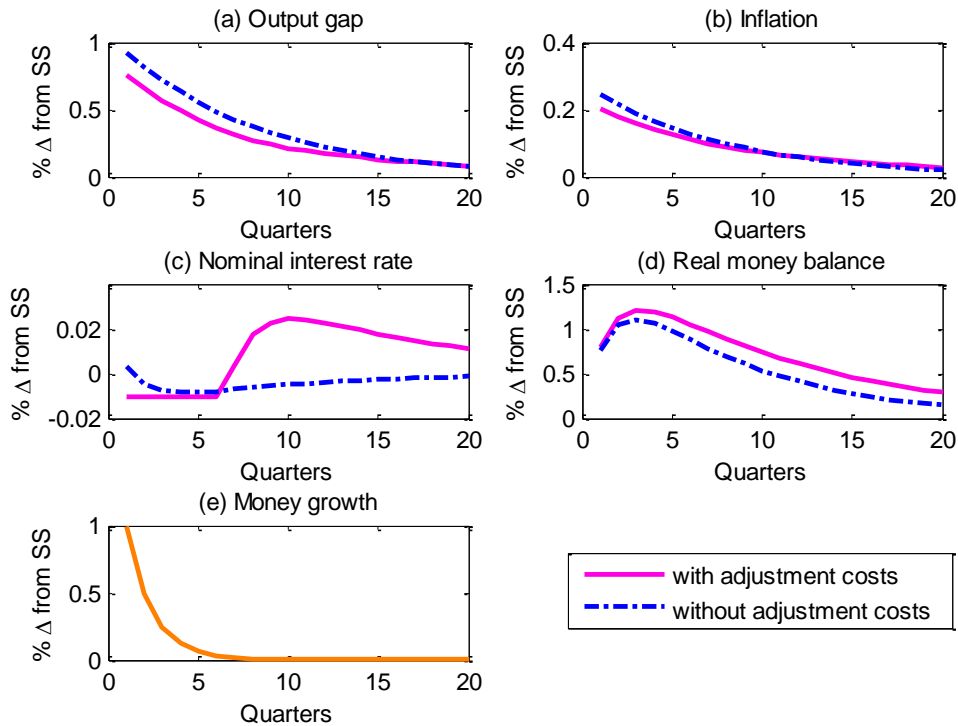 (a) Output gap
% Δ from SS
1
0.5
0
0 5 10 15 20
Quarters
(b) Inflation
% Δ from SS
0.4
0.2
0
0 5 10 15 20
Quarters
(c) Nominal interest rate
% Δ from SS
0.02
0
-0.02
0 5 10 15 20
Quarters
(d) Real money balance
% Δ from SS
1.5
1
0.5
0
0 5 10 15 20
Quarters
(e) Money growth
% Δ from SS
1
0.5
0
0 5 10 15 20
Quarters
with adjustment costs
without adjustment costs